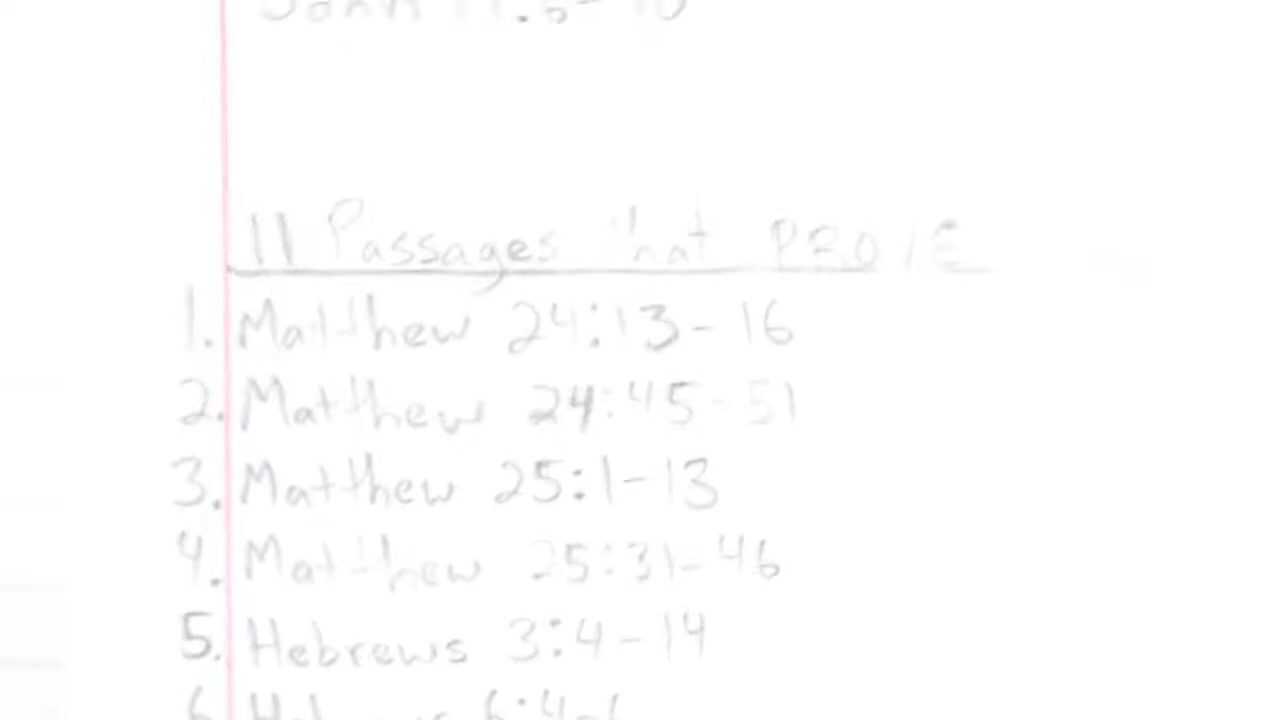 11 Passages that PROVE
1. Matthew 24:13-16
2. Matthew 24:45-51
3. Matthew 25:1-13
4. Matthew 25:31-46
5. Hebrews 3:4-14